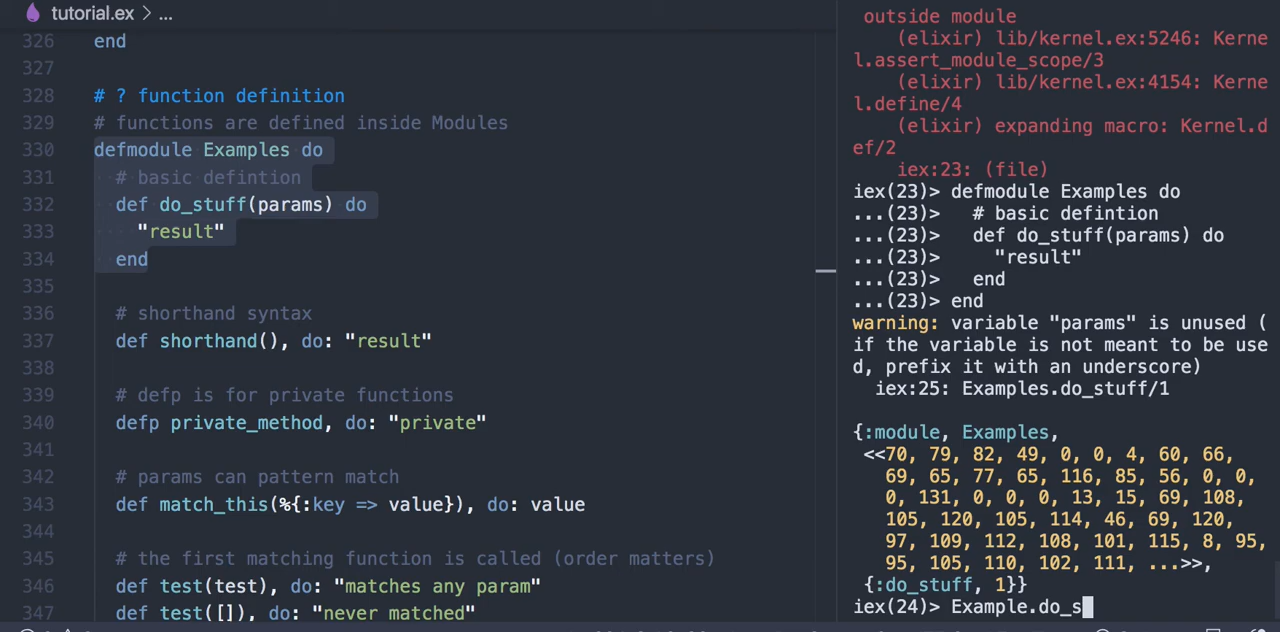 tutorial.ex > ...
326 end
327
328 # ? function definition
329 # functions are defined inside Modules
330 defmodule Examples do
331 # basic defintion
332 def do_stuff(params) do
333 "result"
334 end
335
336 # shorthand syntax
337 def shorthand(), do: "result"
338
339 # defp is for private functions
340 defp private_method, do: "private"
341
342 # params can pattern match
343 def match_this(%{:key => value}), do: value
344
345 # the first matching function is called (order matters)
346 def test(test), do: "matches any param"
347 def test([]), do: "never matched"
outside module
(elixir) lib/kernel.ex:5246: Kerne
l.assert_module_scope/3
(elixir) lib/kernel.ex:4154: Kerne
l.define/4
(elixir) expanding macro: Kernel.d
ef/2
iex:23: (file)
iex(23)> defmodule Examples do
...(23)> # basic defintion
...(23)> def do_stuff(params) do
...(23)> "result"
...(23)> end
...(23)> end
warning: variable "params" is unused (
if the variable is not meant to be use
d, prefix it with an underscore)
iex:25: Examples.do_stuff/1
{:module, Examples,
<<70, 79, 82, 49, 0, 0, 4, 60, 66,
69, 65, 77, 65, 116, 85, 56, 0, 0,
0, 131, 0, 0, 0, 13, 15, 69, 108,
105, 120, 105, 114, 46, 69, 120,
97, 109, 112, 108, 101, 115, 8, 95,
95, 105, 110, 102, 111, ...>>,
{:do_stuff, 1}}
iex(24)> Example.do_s